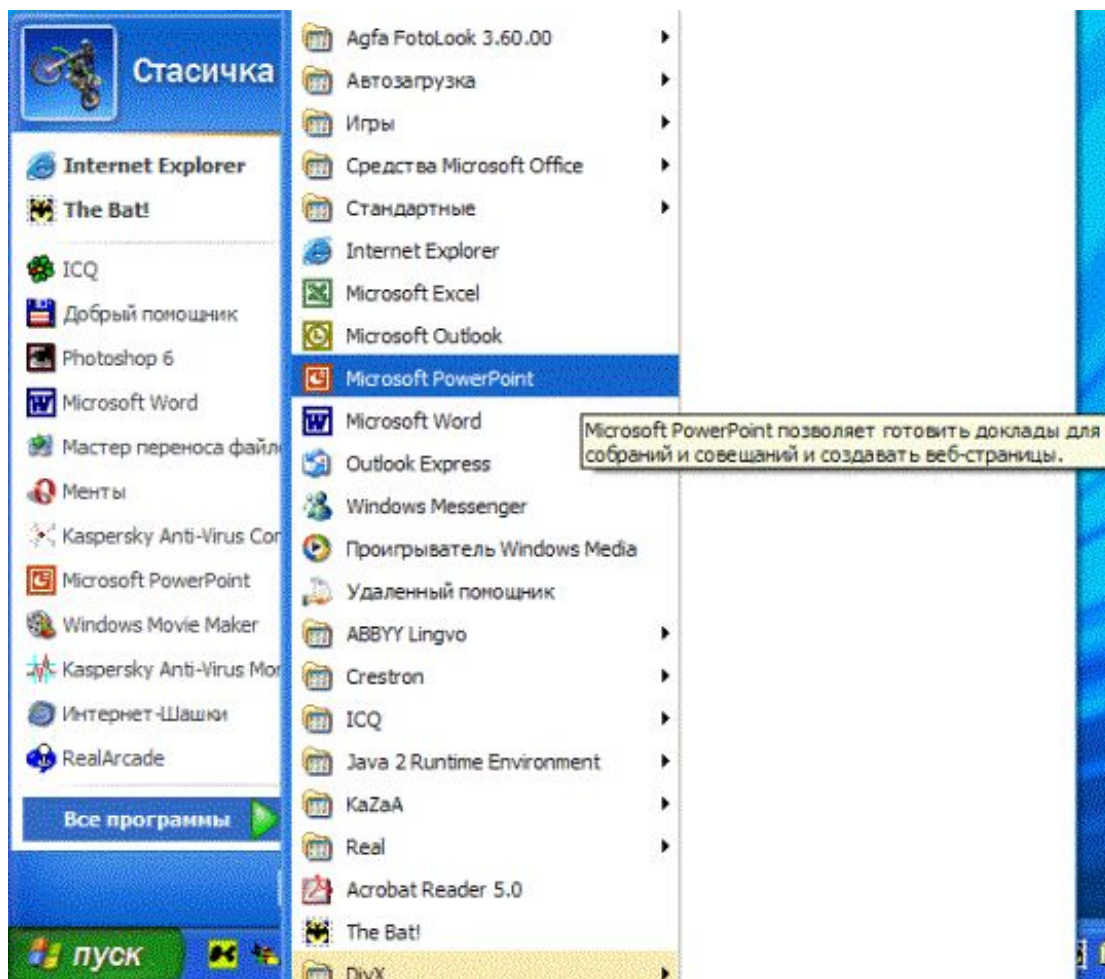 Стасичка
Internet Explorer
The Bat!
ICQ
Добрый помощник
Photoshop 6
Microsoft Word
Мастер переноса файло
Менты
Kaspersky Anti-Virus Cor
Microsoft PowerPoint
Windows Movie Maker
Kaspersky Anti-Virus Mor
Интернет-Шашки
RealArcade
Все программы
пуск
Agfa FotoLook 3.60.00
Автозагрузка
Игры
Средства Microsoft Office
Стандартные
Internet Explorer
Microsoft Excel
Microsoft Outlook
Microsoft PowerPoint
Microsoft Word
Outlook Express
Windows Messenger
Проигрыватель Windows Media
Удаленный помощник
ABBYY Lingvo
Crestron
ICQ
Java 2 Runtime Environment
KaZaA
Real
Acrobat Reader 5.0
The Bat!
DivX
Microsoft PowerPoint позволяет готовить доклады для
собраний и совещаний и создавать веб-страницы.